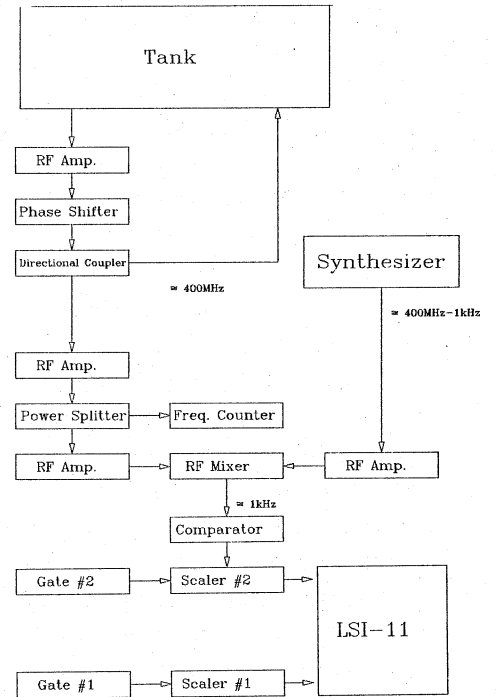 Tank
RF Amp.
Phase Shifter
Directional Coupler
≃ 400MHz
Synthesizer
≃ 400MHz-1kHz
RF Amp.
Power Splitter
Freq. Counter
RF Amp.
RF Mixer
RF Amp.
≃ 1kHz
Comparator
Gate #2
Scaler #2
LSI-11
Gate #1
Scaler #1